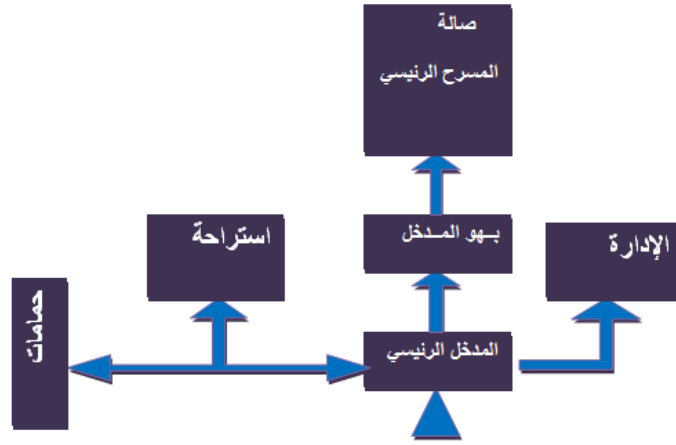 صالة
المسرح الرئيسي
استراحة
بـهو المـدخل
الإدارة
حمامات
المدخل الرئيسي